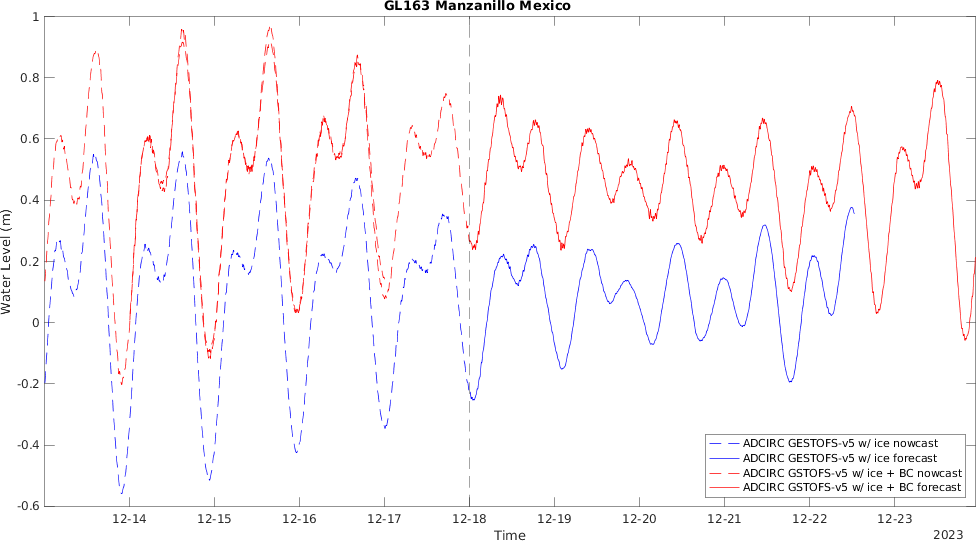 GL163 Manzanillo Mexico
1
0.8
0.6
0.4
0.2
0
-0.2
-0.4
-0.6
Water Level (m)
12-14 12-15 12-16 12-17 12-18 12-19 12-20 12-21 12-22 12-23
Time
2023
ADCIRC GESTOFS-v5 w/ ice nowcast
ADCIRC GESTOFS-v5 w/ ice forecast
ADCIRC GSTOFS-v5 w/ ice + BC nowcast
ADCIRC GSTOFS-v5 w/ ice + BC forecast